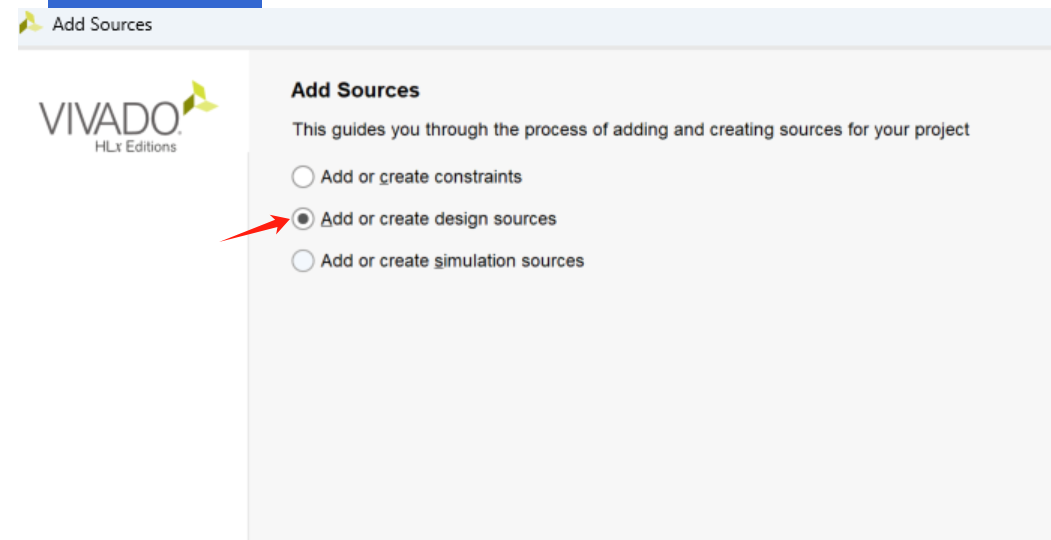 Add Sources
VIVADO.
HLx Editions
Add Sources
This guides you through the process of adding and creating sources for your project
Add or create constraints
Add or create design sources
Add or create simulation sources